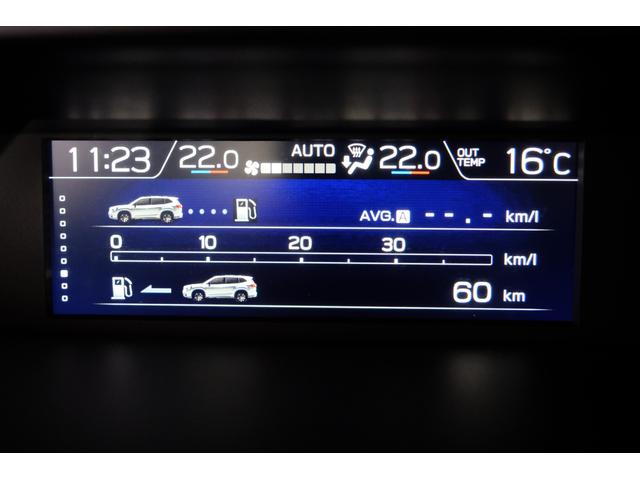 11:23 22.0 AUTO 22.0 OUT TEMP 16°C
AVG. A --.- km/l
0 10 20 30 km/l
60 km